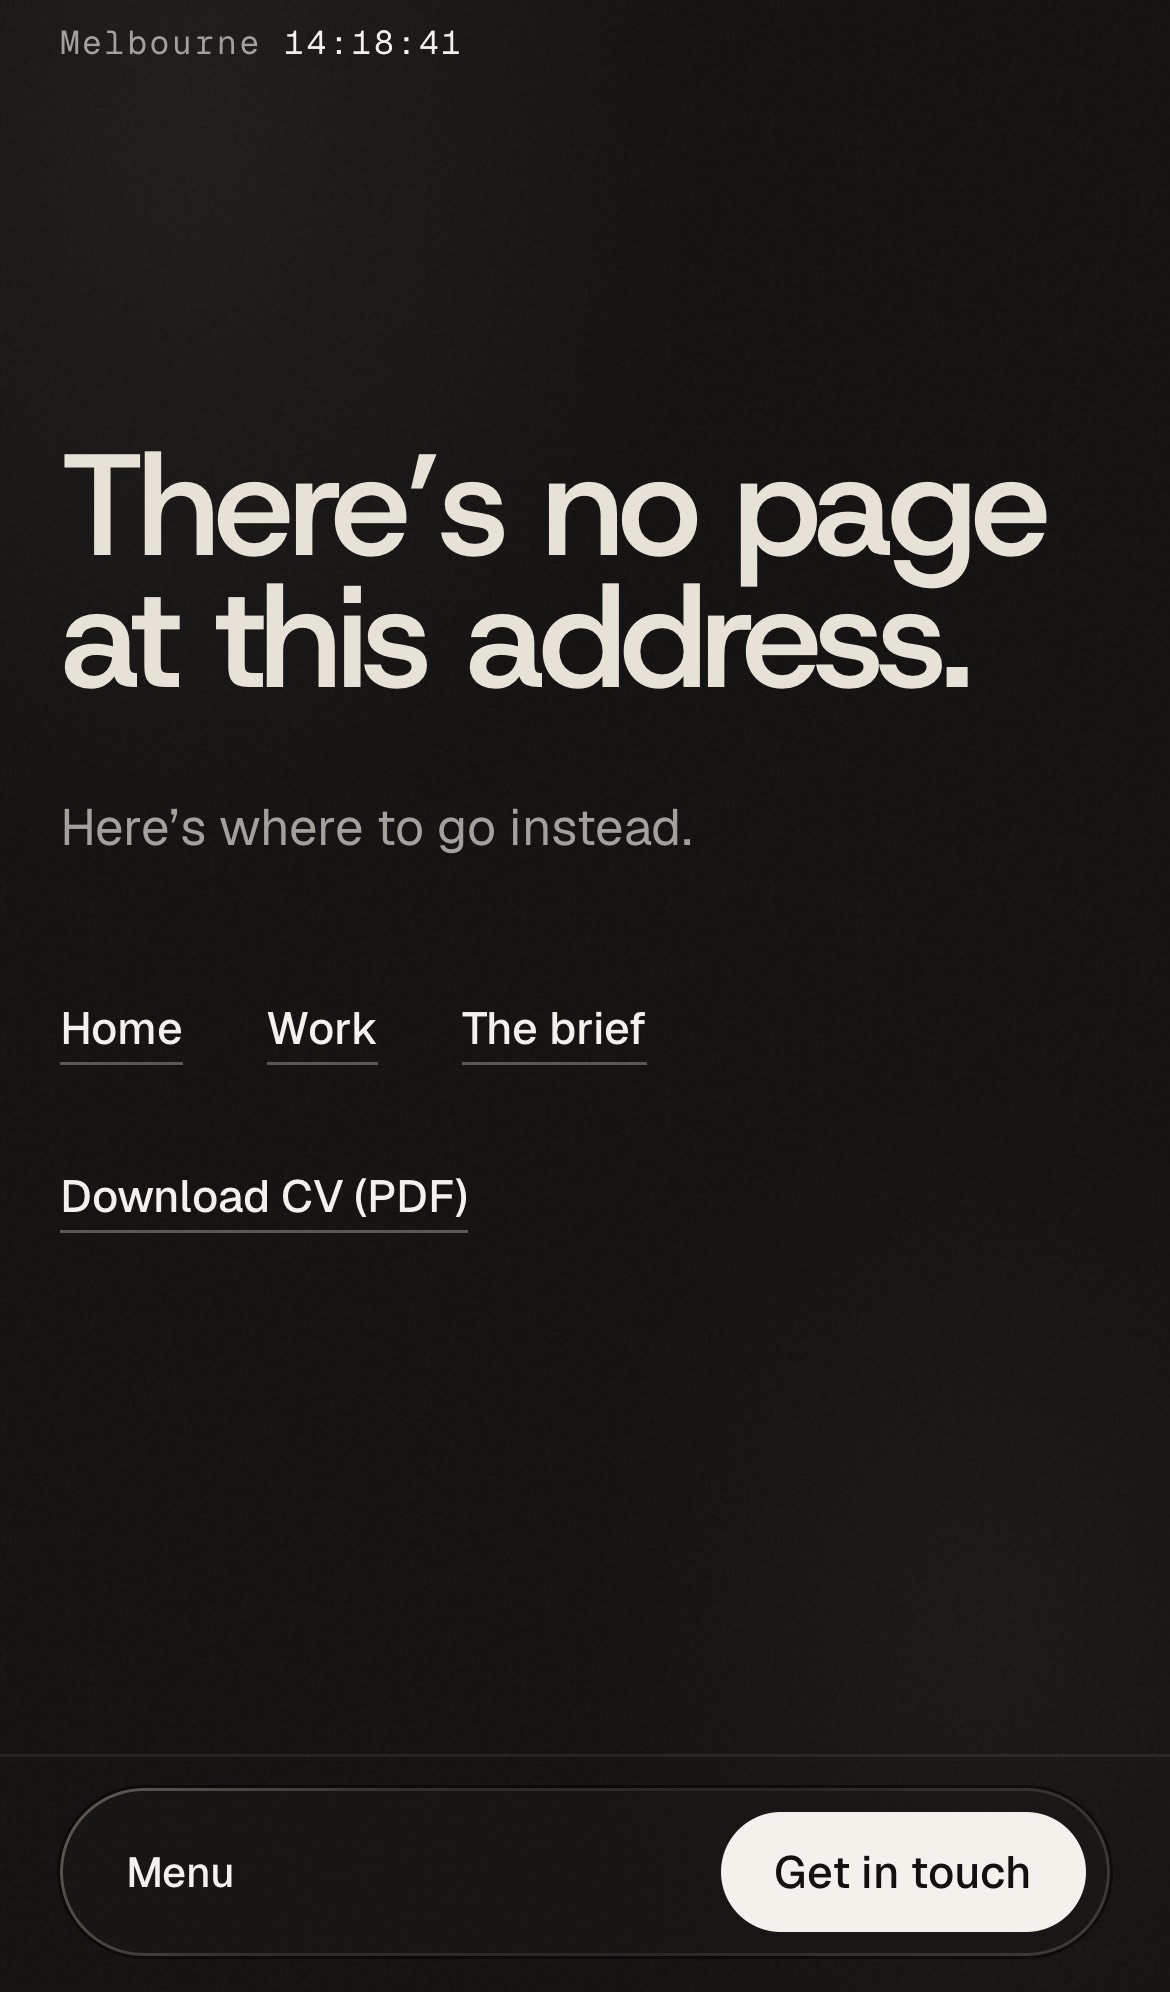 Melbourne 14:18:41
There’s no page
at this address.
Here’s where to go instead.
Home Work The brief
Download CV (PDF)
Menu Get in touch